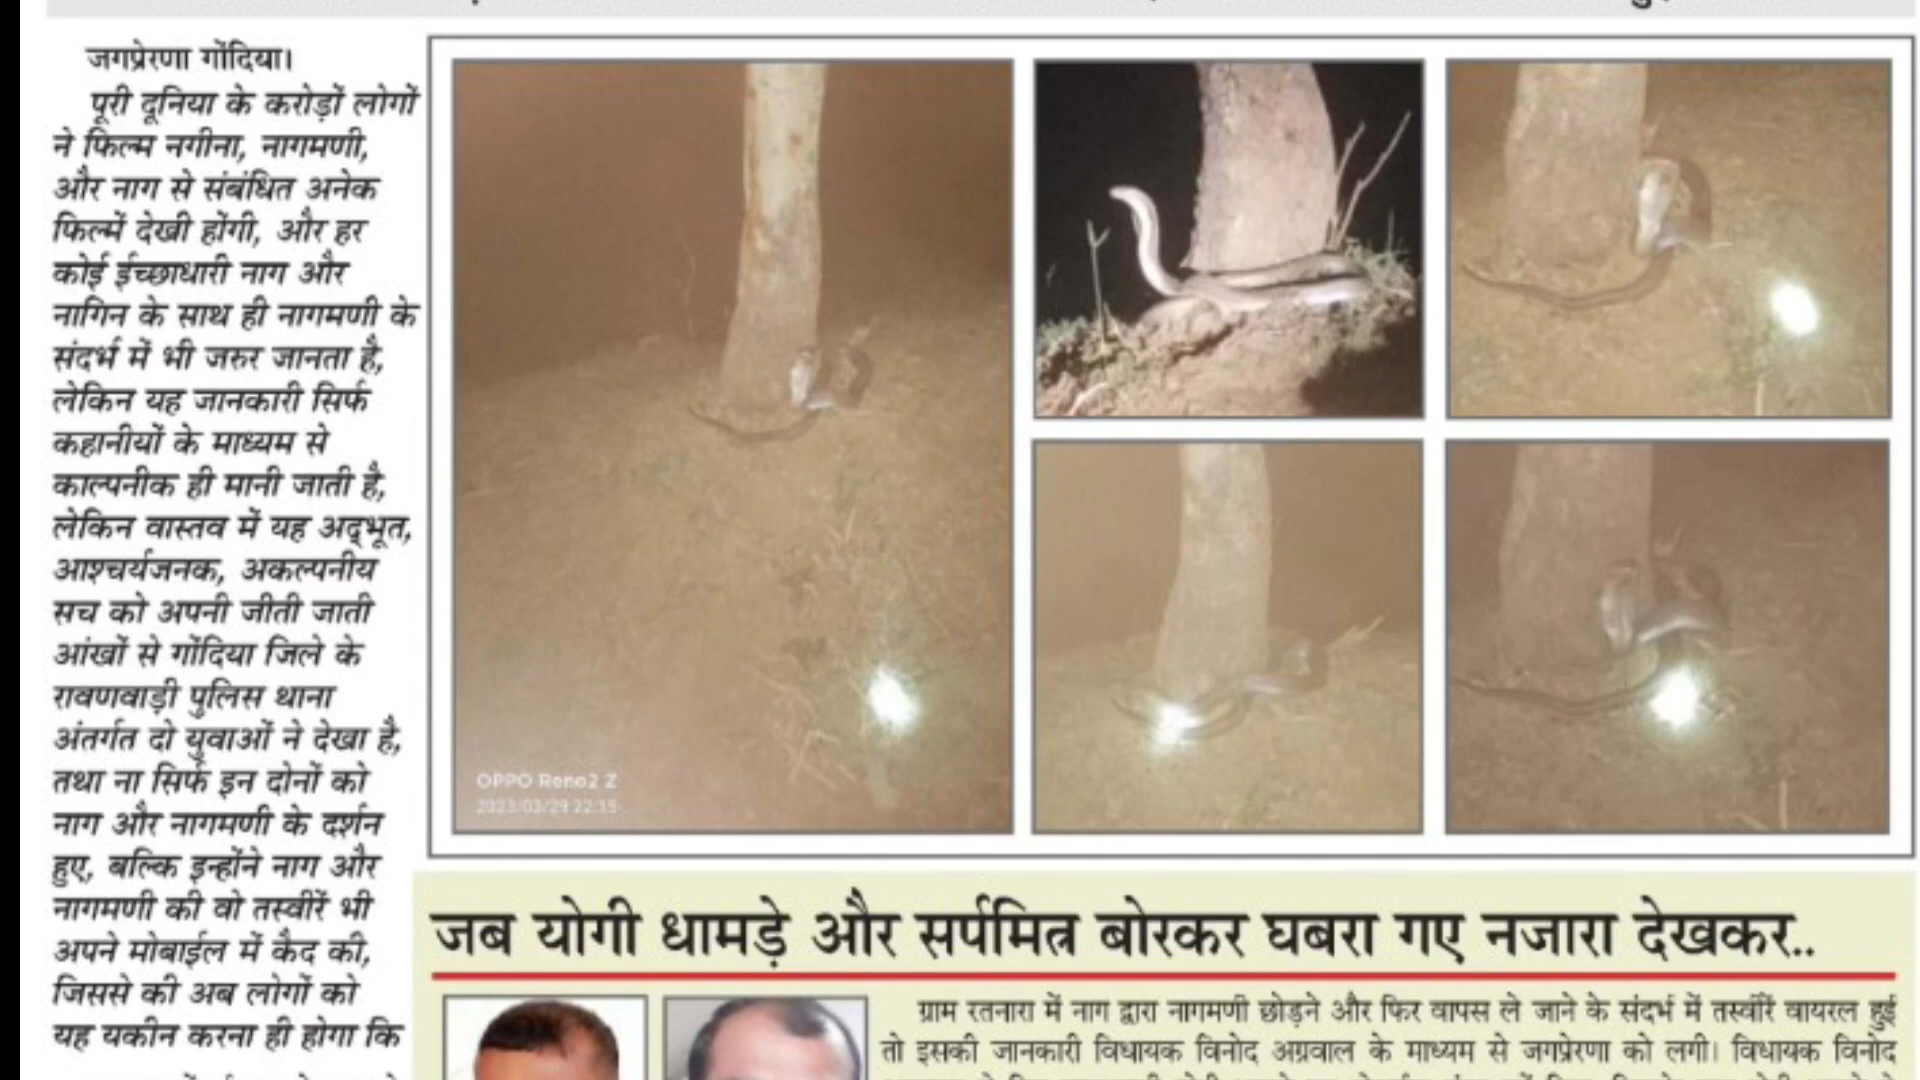 जगप्रेरणा गोंदिया।
पूरी दूनिया के करोड़ों लोगों
ने फिल्म नगीना, नागमणी,
और नाग से संबंधित अनेक
फिल्में देखी होंगी, और हर
कोई ईच्छाधारी नाग और
नागिन के साथ ही नागमणी के
संदर्भ में भी जरुर जानता है,
लेकिन यह जानकारी सिर्फ
कहानीयों के माध्यम से
काल्पनीक ही मानी जाती है,
लेकिन वास्तव में यह अद्भूत,
आश्चर्यजनक, अकल्पनीय
सच को अपनी जीती जाती
आंखों से गोंदिया जिले के
रावणवाड़ी पुलिस थाना
अंतर्गत दो युवाओं ने देखा है,
तथा ना सिर्फ इन दोनों को
नाग और नागमणी के दर्शन
हुए, बल्कि इन्होंने नाग और
नागमणी की वो तस्वीरें भी
अपने मोबाईल में कैद की,
जिससे की अब लोगों को
यह यकीन करना ही होगा कि
OPPO Reno2 Z
2023/03/29 22:15
जब योगी धामड़े और सर्पमित्र बोरकर घबरा गए नजारा देखकर..
ग्राम रतनारा में नाग द्वारा नागमणी छोड़ने और फिर वापस ले जाने के संदर्भ में तस्वीरें वायरल हुई
तो इसकी जानकारी विधायक विनोद अग्रवाल के माध्यम से जगप्रेरणा को लगी। विधायक विनोद